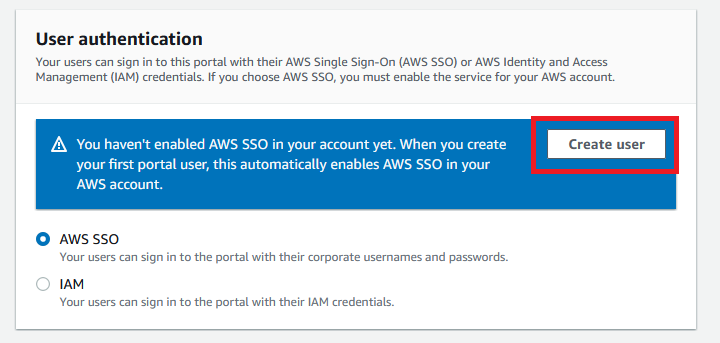 User authentication
Your users can sign in to this portal with their AWS Single Sign-On (AWS SSO) or AWS Identity and Access
Management (IAM) credentials. If you choose AWS SSO, you must enable the service for your AWS account.
You haven't enabled AWS SSO in your account yet. When you create
your first portal user, this automatically enables AWS SSO in your
AWS account.
Create user
AWS SSO
Your users can sign in to the portal with their corporate usernames and passwords.
IAM
Your users can sign in to the portal with their IAM credentials.